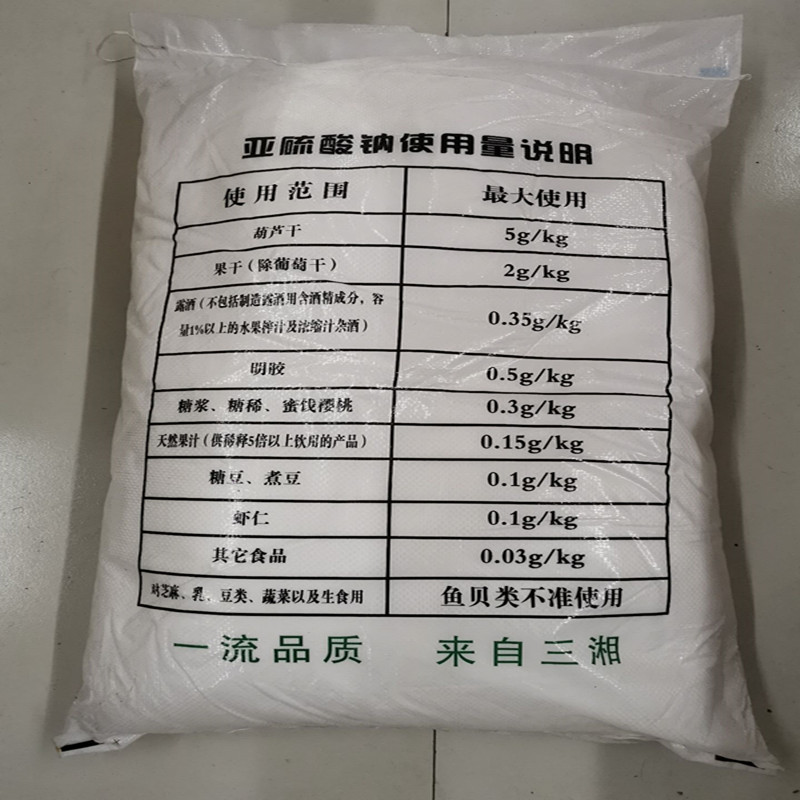 亚硫酸钠使用量说明
使用范围 最大使用
葫芦干 5g/kg
果干(除葡萄干) 2g/kg
露酒(不包括制造露酒用含酒精成分,容
量1%以上的水果榨汁及浓缩汁杂酒) 0.35g/kg
明胶 0.5g/kg
糖浆、糖稀、蜜饯樱桃 0.3g/kg
天然果汁(供稀释5倍以上饮用的产品) 0.15g/kg
糖豆、煮豆 0.1g/kg
虾仁 0.1g/kg
其它食品 0.03g/kg
对芝麻、乳、豆类、蔬菜以及生食用 鱼贝类不准使用
一流品质 来自三湘